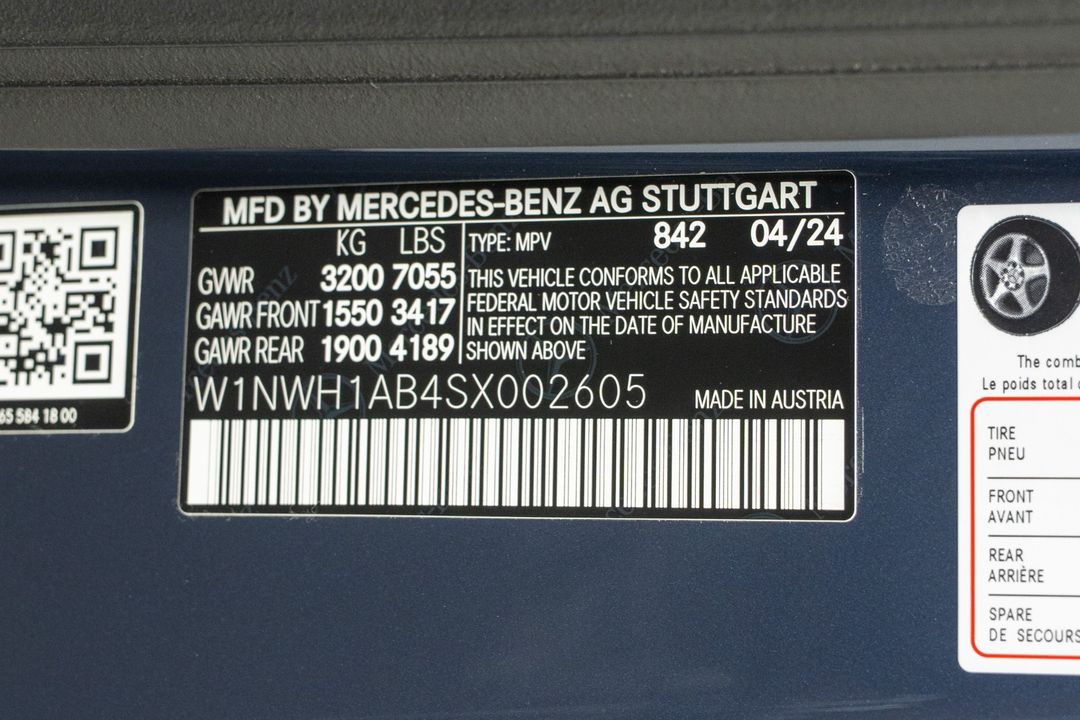 MFD BY MERCEDES-BENZ AG STUTTGART
KG LBS
GVWR 3200 7055
GAWR FRONT 1550 3417
GAWR REAR 1900 4189
TYPE: MPV 842 04/24
THIS VEHICLE CONFORMS TO ALL APPLICABLE
FEDERAL MOTOR VEHICLE SAFETY STANDARDS
IN EFFECT ON THE DATE OF MANUFACTURE
SHOWN ABOVE
W1NWH1AB4SX002605 MADE IN AUSTRIA
65 584 18 00
The comb
Le poids total
TIRE
PNEU
FRONT
AVANT
REAR
ARRIÈRE
SPARE
DE SECOURS